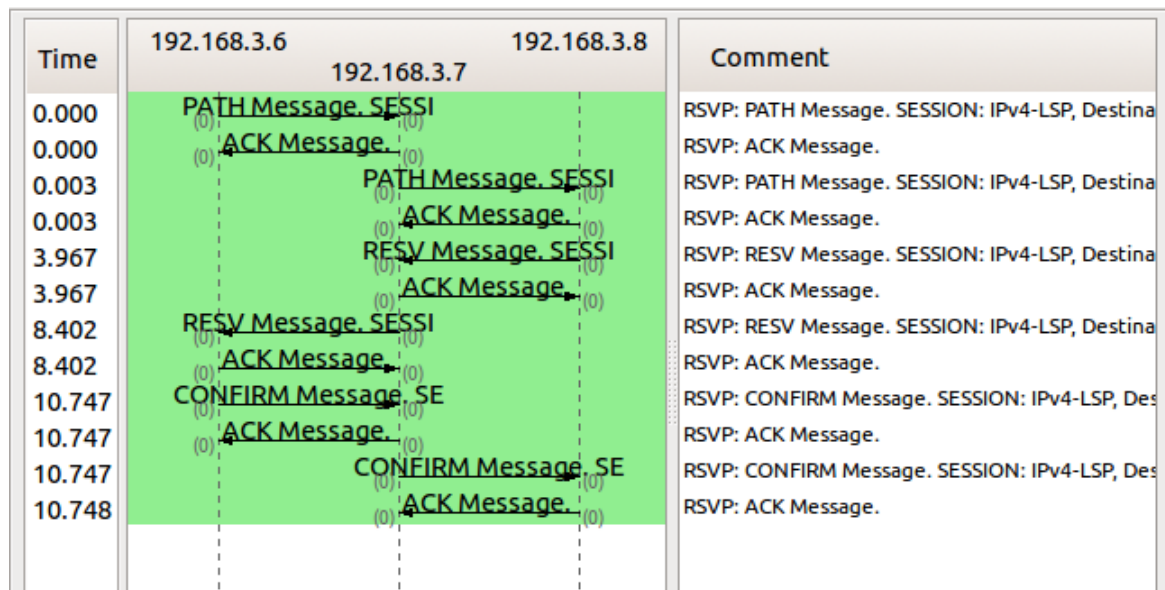 Time 192.168.3.6 192.168.3.8 Comment
192.168.3.7
0.000 PATH Message. SESSI (0) (0) RSVP: PATH Message. SESSION: IPv4-LSP, Destina
0.000 ACK Message. (0) (0) RSVP: ACK Message.
0.003 PATH Message. SESSI (0) (0) RSVP: PATH Message. SESSION: IPv4-LSP, Destina
0.003 ACK Message. (0) (0) RSVP: ACK Message.
3.967 RESV Message. SESSI (0) (0) RSVP: RESV Message. SESSION: IPv4-LSP, Destina
3.967 ACK Message. (0) (0) RSVP: ACK Message.
8.402 RESV Message. SESSI (0) (0) RSVP: RESV Message. SESSION: IPv4-LSP, Destina
8.402 ACK Message. (0) (0) RSVP: ACK Message.
10.747 CONFIRM Message. SE (0) (0) RSVP: CONFIRM Message. SESSION: IPv4-LSP, Des
10.747 ACK Message. (0) (0) RSVP: ACK Message.
10.747 CONFIRM Message. SE (0) (0) RSVP: CONFIRM Message. SESSION: IPv4-LSP, Des
10.748 ACK Message. (0) (0) RSVP: ACK Message.